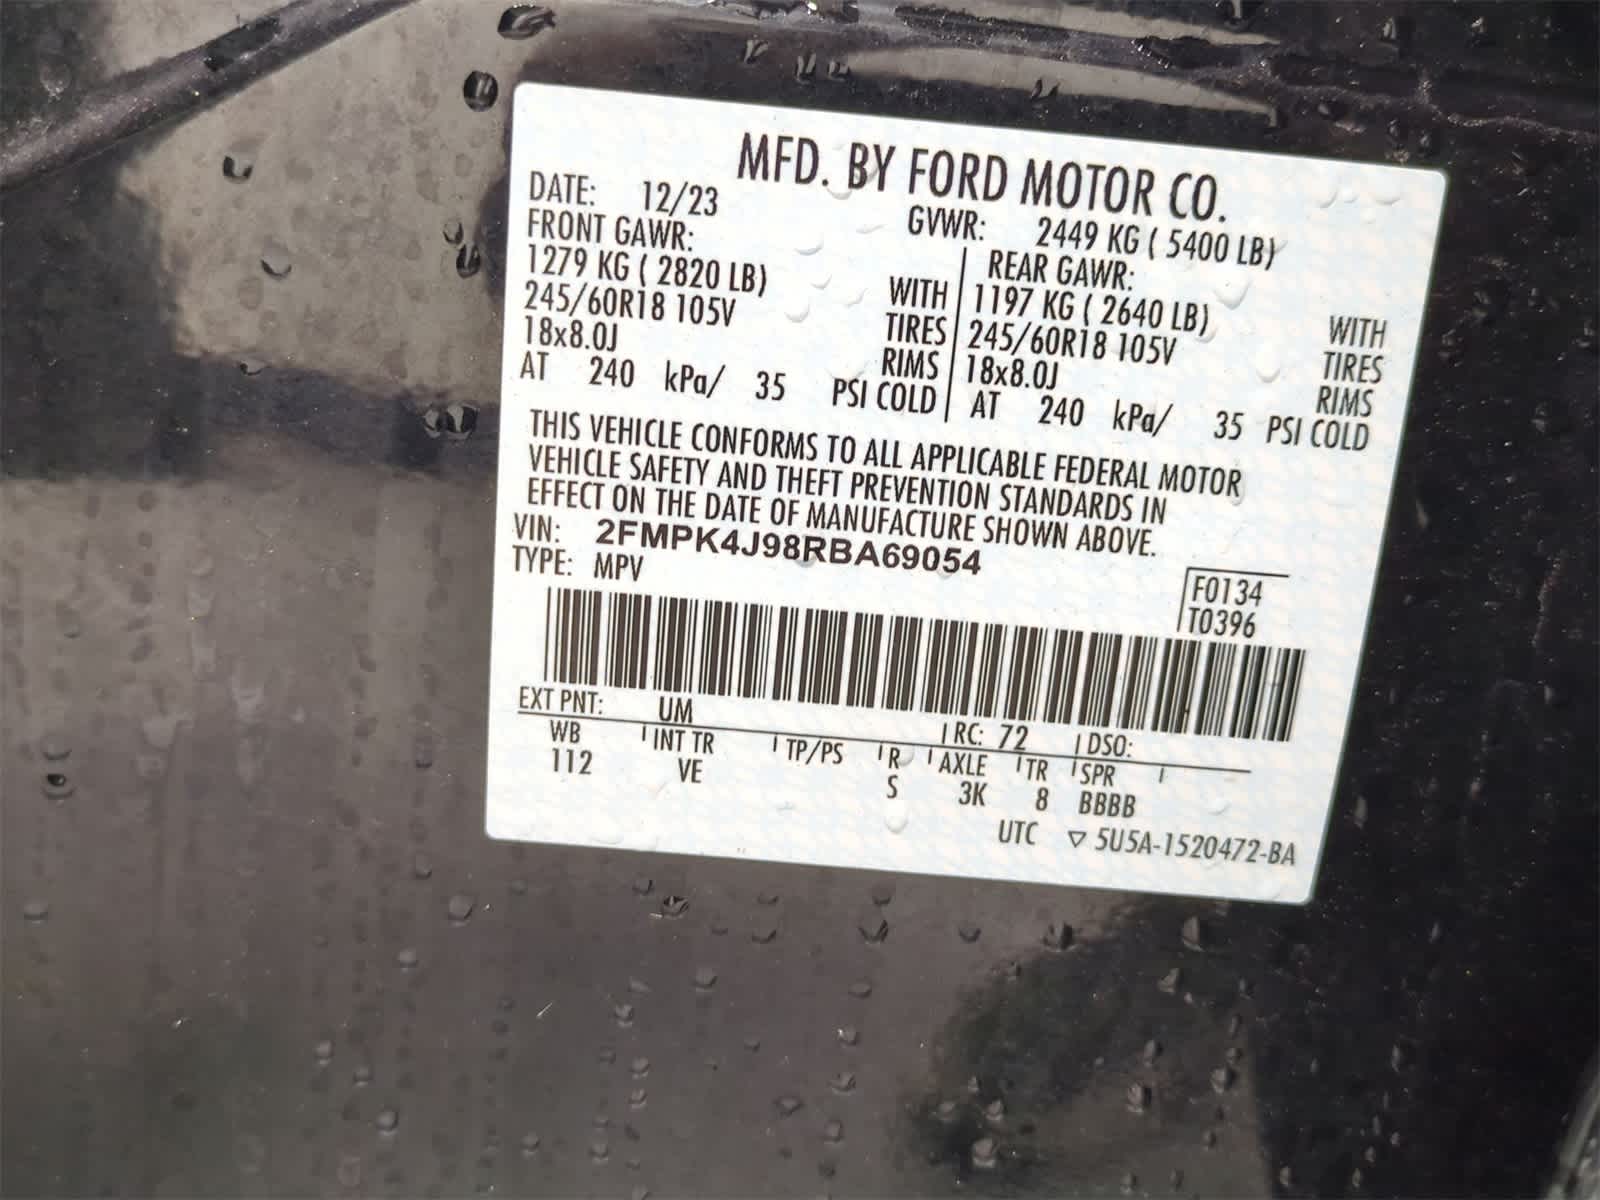 MFD. BY FORD MOTOR CO.
DATE: 12/23 GVWR: 2449 KG ( 5400 LB)
FRONT GAWR: REAR GAWR:
1279 KG ( 2820 LB) WITH 1197 KG ( 2640 LB) WITH
245/60R18 105V TIRES 245/60R18 105V TIRES
18x8.0J RIMS 18x8.0J RIMS
AT 240 kPa/ 35 PSI COLD AT 240 kPa/ 35 PSI COLD
THIS VEHICLE CONFORMS TO ALL APPLICABLE FEDERAL MOTOR
VEHICLE SAFETY AND THEFT PREVENTION STANDARDS IN
EFFECT ON THE DATE OF MANUFACTURE SHOWN ABOVE.
VIN: 2FMPK4J98RBA69054
TYPE: MPV
F0134
T0396
EXT PNT: UM RC: 72 DSO:
WB INT TR TP/PS R AXLE TR SPR
112 VE S 3K 8 BBBB
UTC ▽ 5U5A-1520472-BA